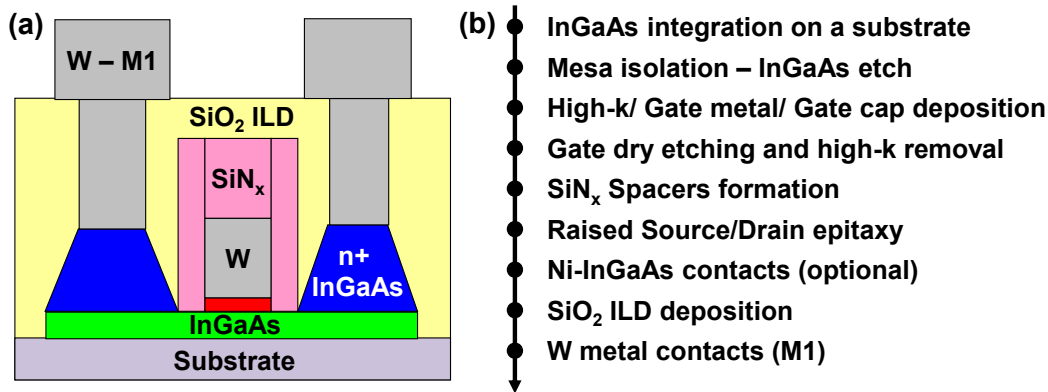 (a)
W – M1
SiO₂ ILD
SiNₓ
W
n+
InGaAs
InGaAs
Substrate
(b)
InGaAs integration on a substrate
Mesa isolation – InGaAs etch
High-k/ Gate metal/ Gate cap deposition
Gate dry etching and high-k removal
SiNₓ Spacers formation
Raised Source/Drain epitaxy
Ni-InGaAs contacts (optional)
SiO₂ ILD deposition
W metal contacts (M1)